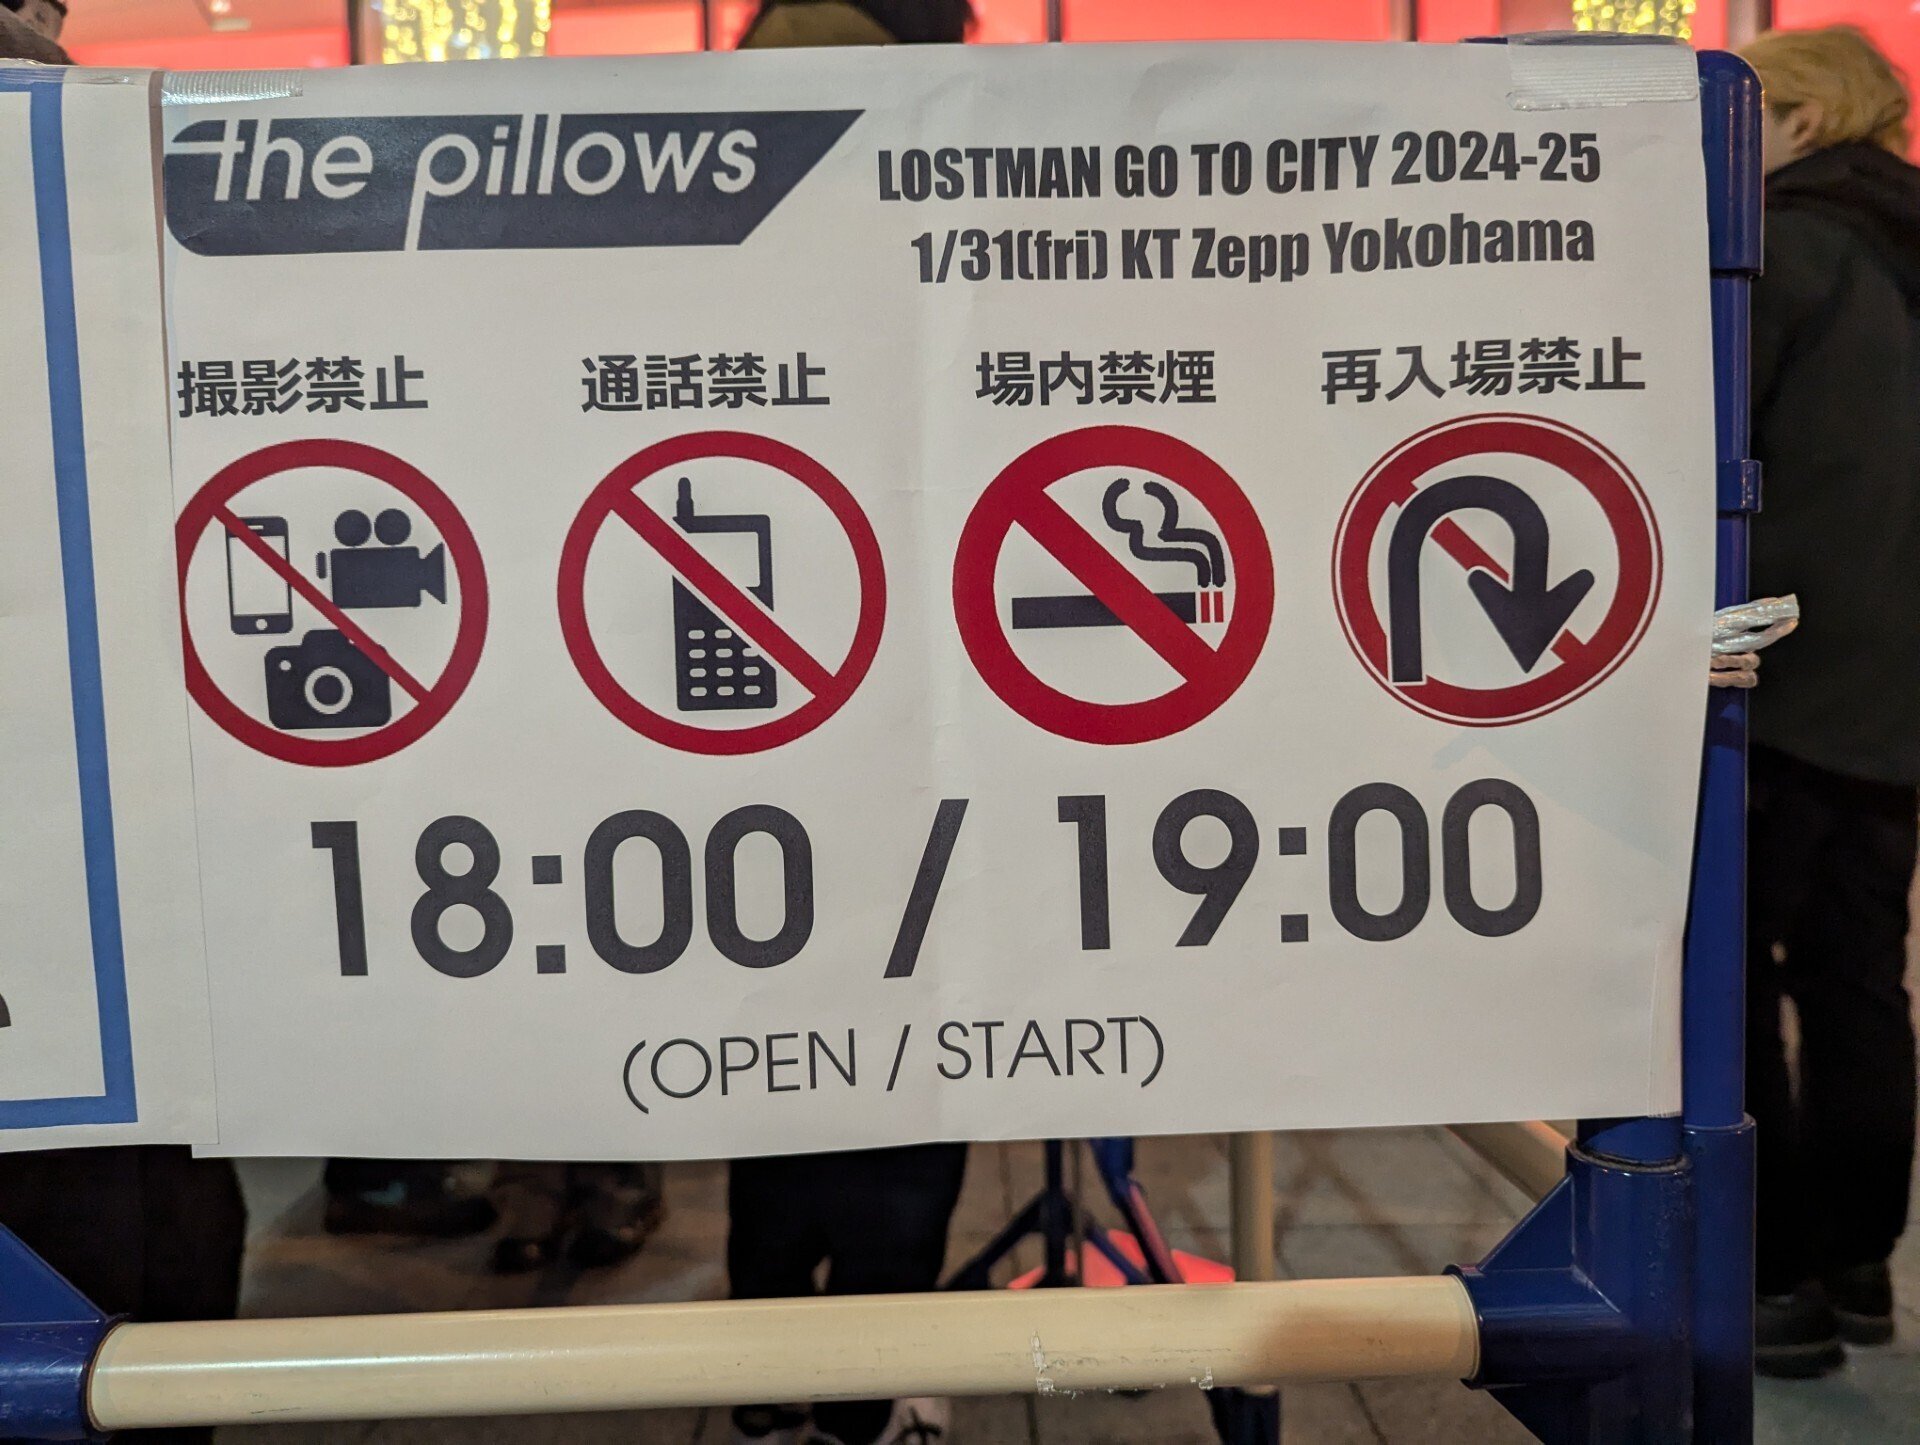 the pillows
LOSTMAN GO TO CITY 2024-25
1/31(fri) KT Zepp Yokohama
撮影禁止 通話禁止 場内禁煙 再入場禁止
18:00 / 19:00
(OPEN / START)